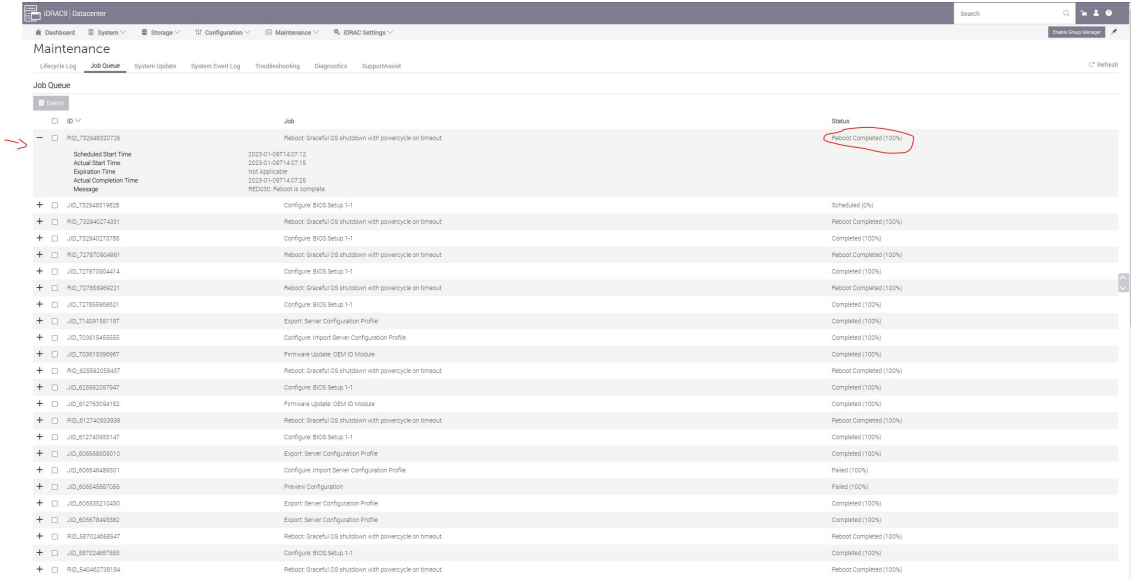 iDRAC9 | Datacenter Search
Dashboard System Storage Configuration Maintenance iDRAC Settings Enable Group Manager
Maintenance
Lifecycle Log Job Queue System Update System Event Log Troubleshooting Diagnostics SupportAssist Refresh
Job Queue
Delete
ID Job Status
RID_732948320726 Reboot: Graceful OS shutdown with powercycle on timeout Reboot Completed (100%)
Scheduled Start Time 2023-01-09T14:07:12
Actual Start Time 2023-01-09T14:07:15
Expiration Time Not Applicable
Actual Completion Time 2023-01-09T14:07:25
Message RED030: Reboot is complete.
JID_732948319828 Configure: BIOS.Setup.1-1 Scheduled (0%)
RID_732940274331 Reboot: Graceful OS shutdown with powercycle on timeout Reboot Completed (100%)
JID_732940273785 Configure: BIOS.Setup.1-1 Completed (100%)
RID_727870904961 Reboot: Graceful OS shutdown with powercycle on timeout Reboot Completed (100%)
JID_727870904414 Configure: BIOS.Setup.1-1 Completed (100%)
RID_727855969221 Reboot: Graceful OS shutdown with powercycle on timeout Reboot Completed (100%)
JID_727855968621 Configure: BIOS.Setup.1-1 Completed (100%)
JID_714091551187 Export: Server Configuration Profile Completed (100%)
JID_703615455555 Configure: Import Server Configuration Profile Completed (100%)
JID_703615396967 Firmware Update: OEM ID Module Completed (100%)
RID_625592058437 Reboot: Graceful OS shutdown with powercycle on timeout Reboot Completed (100%)
JID_625592057947 Configure: BIOS.Setup.1-1 Completed (100%)
JID_612763094152 Firmware Update: OEM ID Module Completed (100%)
RID_612740933938 Reboot: Graceful OS shutdown with powercycle on timeout Reboot Completed (100%)
JID_612740933147 Configure: BIOS.Setup.1-1 Completed (100%)
JID_606568609010 Export: Server Configuration Profile Completed (100%)
JID_606546489301 Configure: Import Server Configuration Profile Failed (100%)
JID_606545887056 Preview Configuration Failed (100%)
JID_606535210430 Export: Server Configuration Profile Completed (100%)
JID_605678493382 Export: Server Configuration Profile Completed (100%)
RID_587024658547 Reboot: Graceful OS shutdown with powercycle on timeout Reboot Completed (100%)
JID_587024657855 Configure: BIOS.Setup.1-1 Completed (100%)
RID_540462738194 Reboot: Graceful OS shutdown with powercycle on timeout Reboot Completed (100%)